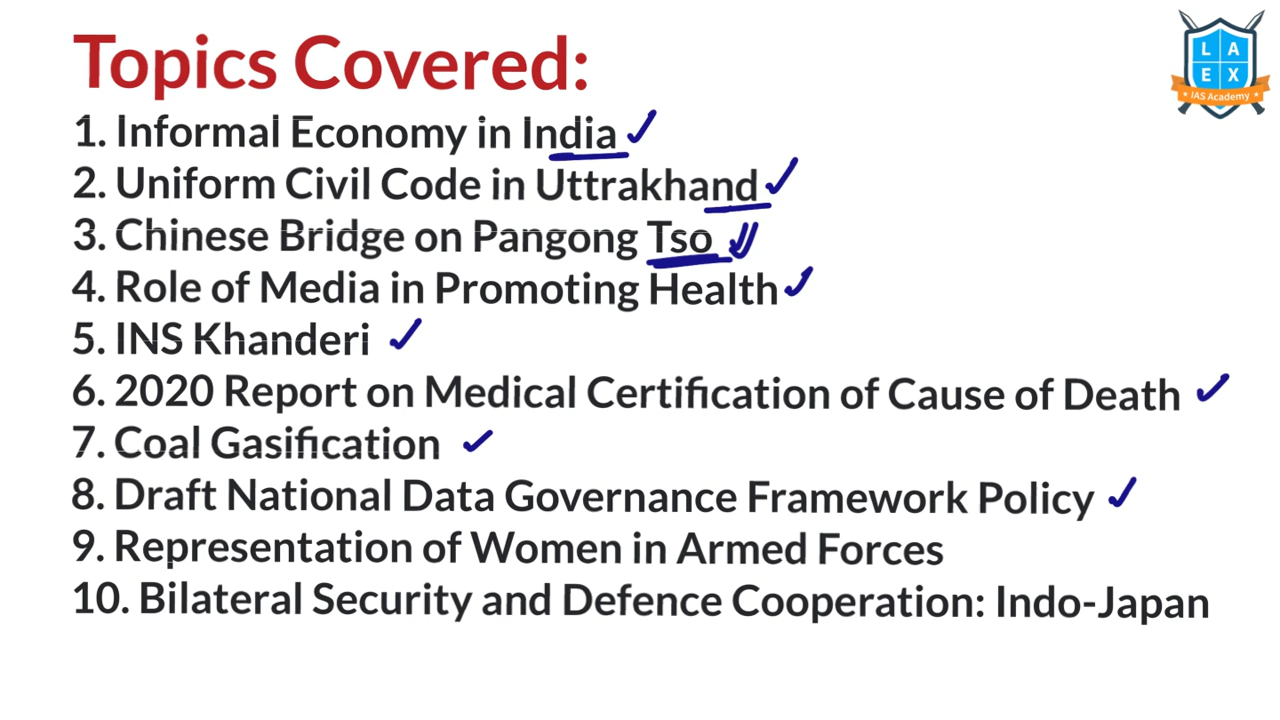 Topics Covered:
1. Informal Economy in India
2. Uniform Civil Code in Uttrakhand
3. Chinese Bridge on Pangong Tso
4. Role of Media in Promoting Health
5. INS Khanderi
6. 2020 Report on Medical Certification of Cause of Death
7. Coal Gasification
8. Draft National Data Governance Framework Policy
9. Representation of Women in Armed Forces
10. Bilateral Security and Defence Cooperation: Indo-Japan
L A
E X
IAS Academy